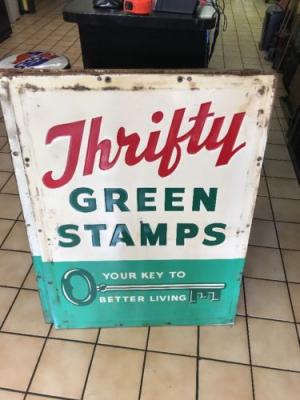 Thrifty
GREEN
STAMPS
YOUR KEY TO
BETTER LIVING